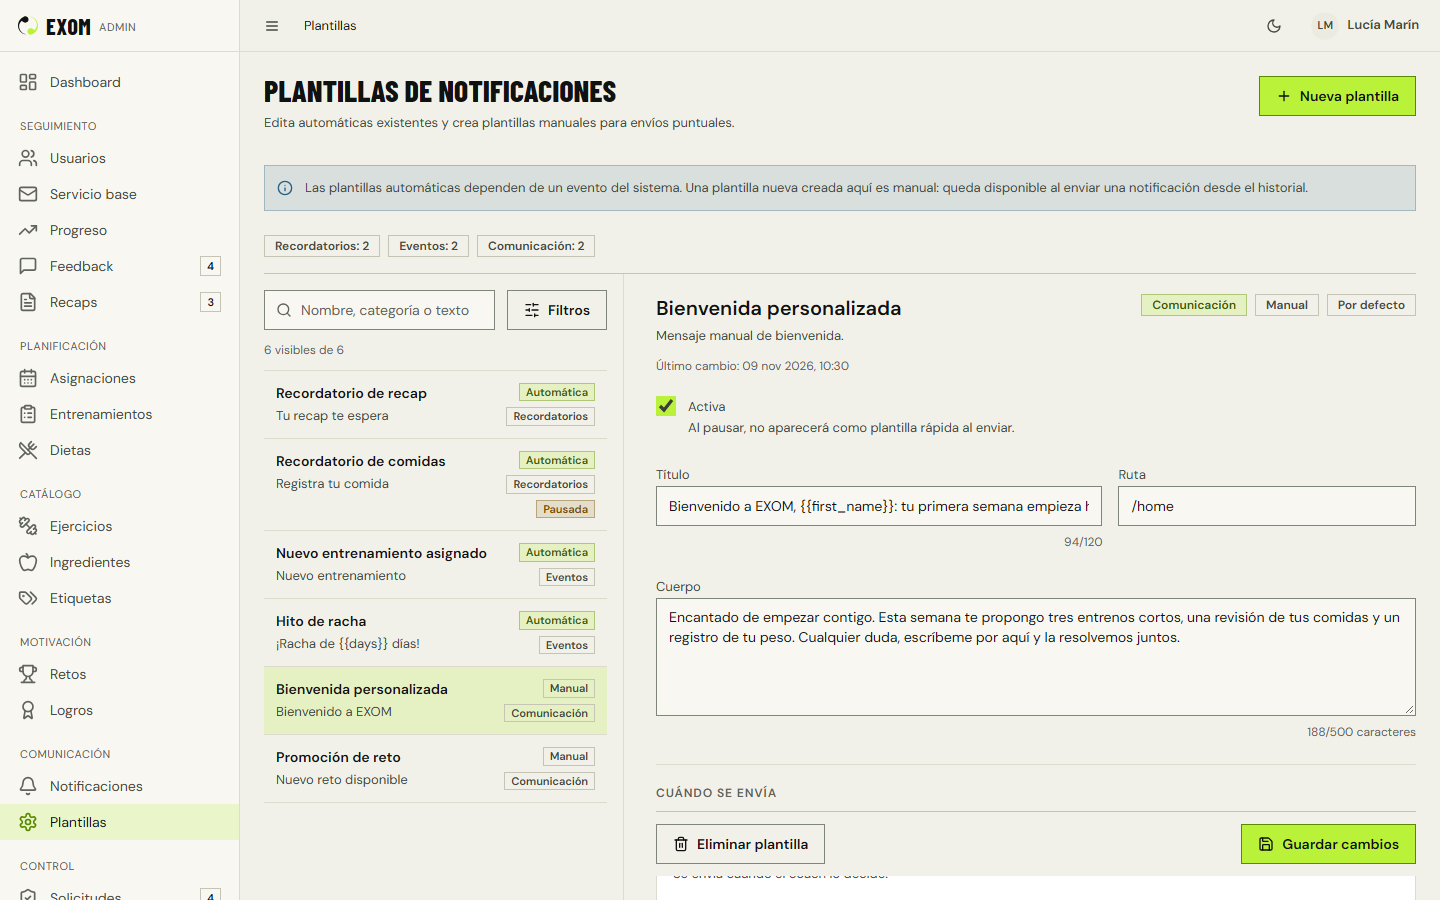 EXOM ADMIN
Plantillas
LM Lucía Marín
Dashboard
SEGUIMIENTO
Usuarios
Servicio base
Progreso
Feedback 4
Recaps 3
PLANIFICACIÓN
Asignaciones
Entrenamientos
Dietas
CATÁLOGO
Ejercicios
Ingredientes
Etiquetas
MOTIVACIÓN
Retos
Logros
COMUNICACIÓN
Notificaciones
Plantillas
CONTROL
Solicitudes 4
PLANTILLAS DE NOTIFICACIONES
Edita automáticas existentes y crea plantillas manuales para envíos puntuales.
Nueva plantilla
Las plantillas automáticas dependen de un evento del sistema. Una plantilla nueva creada aquí es manual: queda disponible al enviar una notificación desde el historial.
Recordatorios: 2 Eventos: 2 Comunicación: 2
Nombre, categoría o texto
Filtros
6 visibles de 6
Recordatorio de recap Automática
Tu recap te espera Recordatorios
Recordatorio de comidas Automática
Registra tu comida Recordatorios
Pausada
Nuevo entrenamiento asignado Automática
Nuevo entrenamiento Eventos
Hito de racha Automática
¡Racha de {{days}} días! Eventos
Bienvenida personalizada Manual
Bienvenido a EXOM Comunicación
Promoción de reto Manual
Nuevo reto disponible Comunicación
Bienvenida personalizada
Comunicación Manual Por defecto
Mensaje manual de bienvenida.
Último cambio: 09 nov 2026, 10:30
Activa
Al pausar, no aparecerá como plantilla rápida al enviar.
Título
Bienvenido a EXOM, {{first_name}}: tu primera semana empieza
94/120
Ruta
/home
Cuerpo
Encantado de empezar contigo. Esta semana te propongo tres entrenos cortos, una revisión de tus comidas y un
registro de tu peso. Cualquier duda, escríbeme por aquí y la resolvemos juntos.
188/500 caracteres
CUÁNDO SE ENVÍA
Eliminar plantilla
Guardar cambios